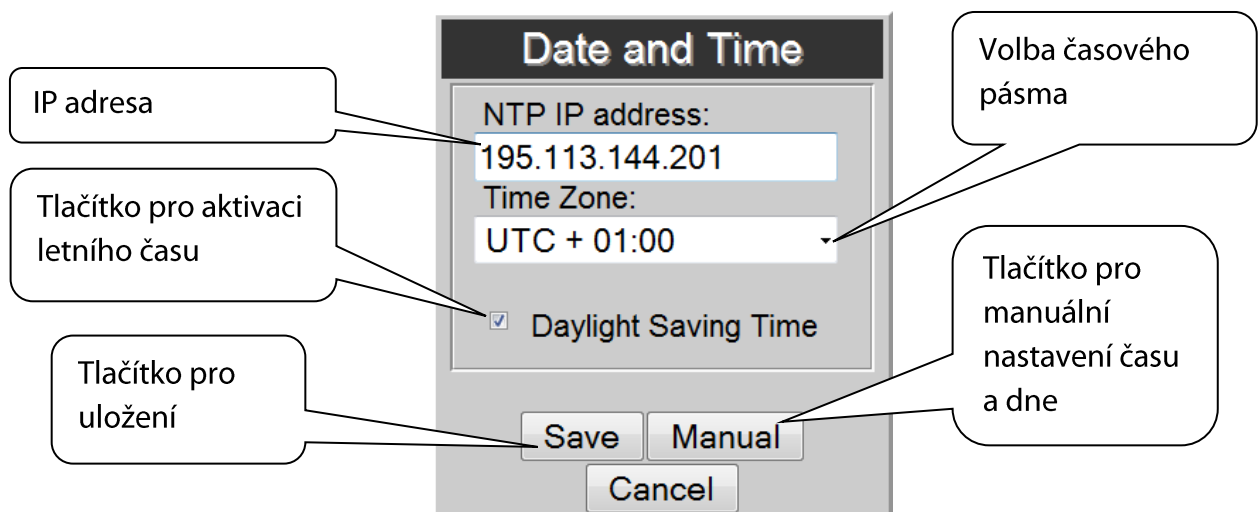 Date and Time
NTP IP address:
195.113.144.201
Time Zone:
UTC + 01:00
Daylight Saving Time
Save
Manual
Cancel
IP adresa
Tlačítko pro aktivaci
letního času
Tlačítko pro
uložení
Volba časového
pásma
Tlačítko pro
manuální
nastavení času
a dne